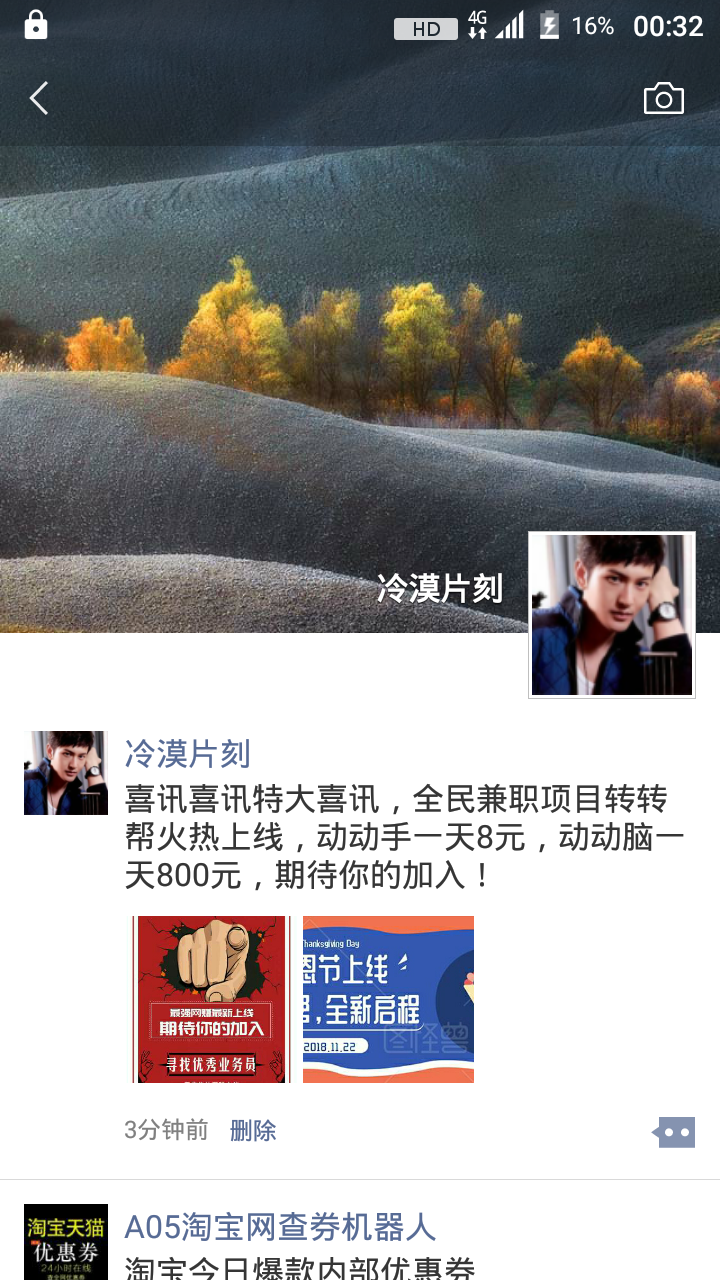 HD 4G 16% 00:32
冷漠片刻
冷漠片刻
喜讯喜讯特大喜讯，全民兼职项目转转
帮火热上线，动动手一天8元，动动脑一
天800元，期待你的加入！
最强网赚最新上线
期待你的加入
寻找优秀业务员
Thanksgiving Day
恩节上线
,全新启程
2018.11.22
图怪兽
3分钟前 删除
A05淘宝网查券机器人
淘宝今日爆款内部优惠券
淘宝天猫
优惠券
24小时在线